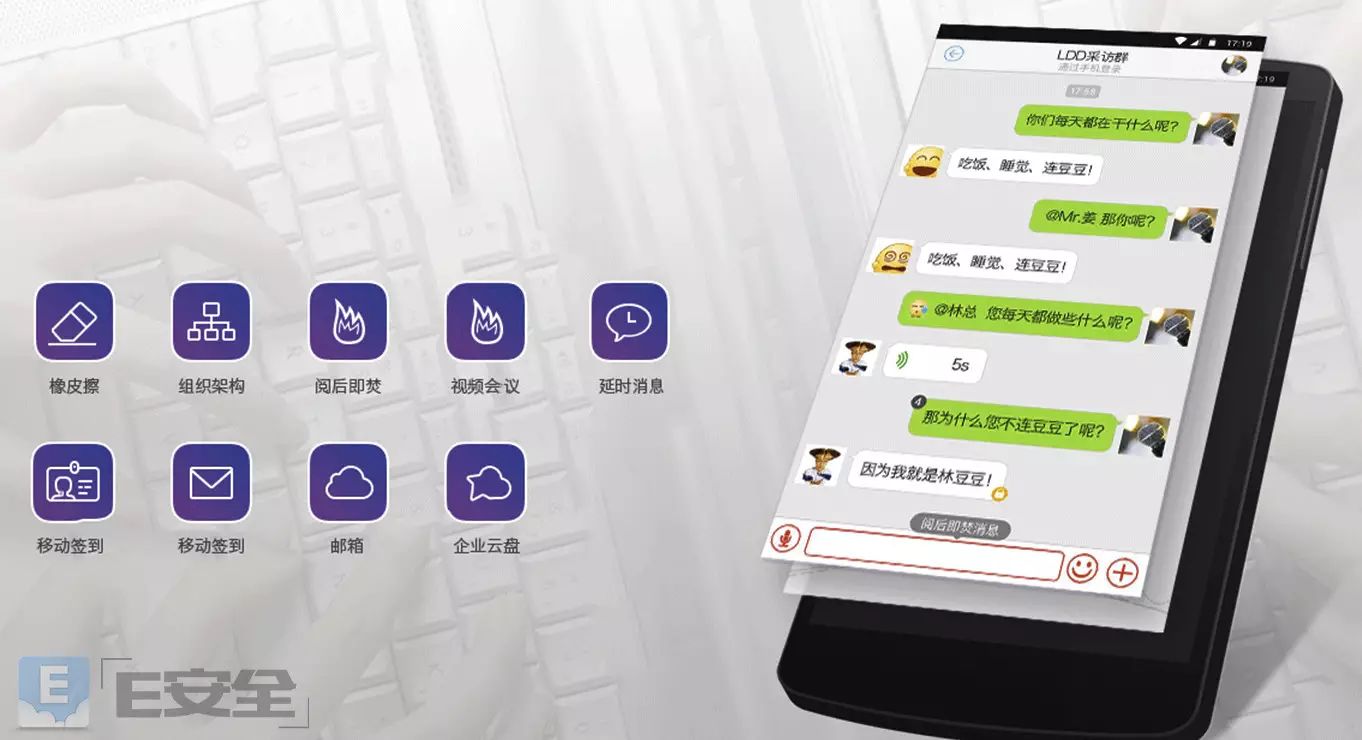 橡皮擦
组织架构
阅后即焚
视频会议
延时消息
移动签到
移动签到
邮箱
企业云盘
E
E安全
17:19
LDD采访群
通过手机登录
17:58
你们每天都在干什么呢?
吃饭、睡觉、连豆豆!
@Mr.姜 那你呢?
吃饭、睡觉、连豆豆!
@林总 您每天都做些什么呢?
5s
4
那为什么您不连豆豆了呢?
因为我就是林豆豆!
阅后即焚消息